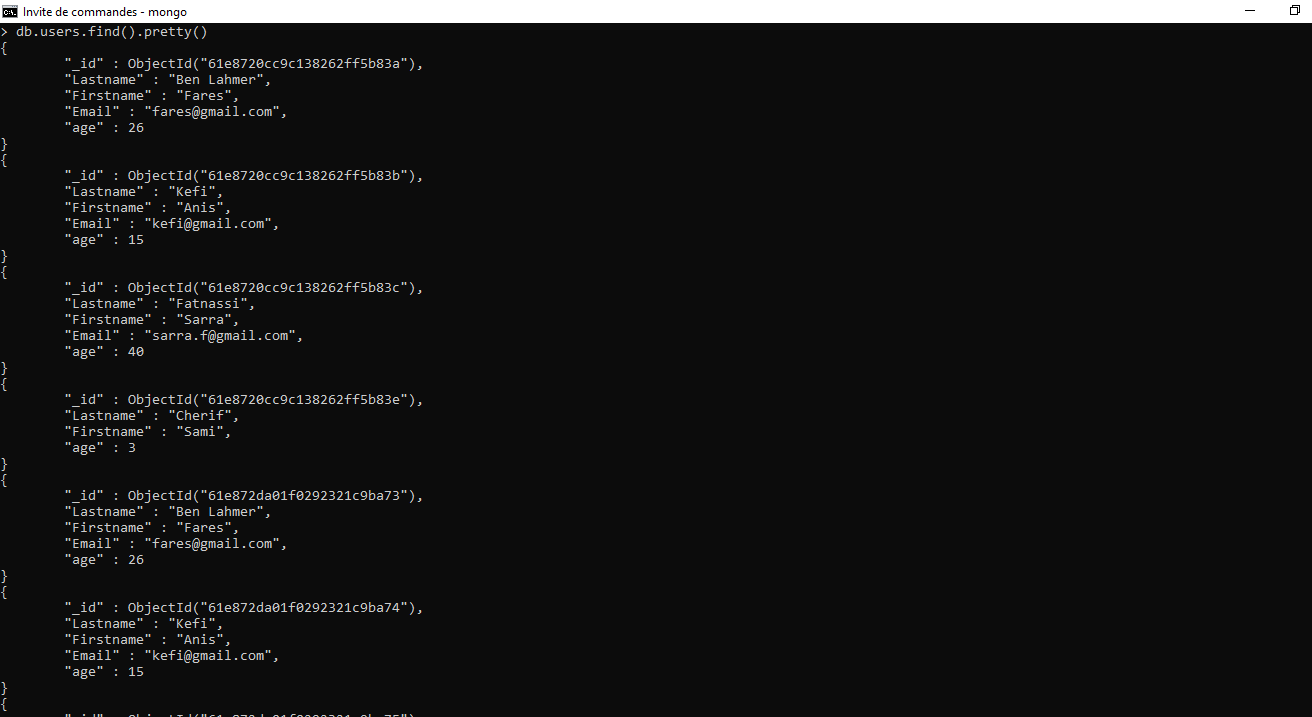 Invite de commandes - mongo
> db.users.find().pretty()
{
"_id" : ObjectId("61e8720cc9c138262ff5b83a"),
"Lastname" : "Ben Lahmer",
"Firstname" : "Fares",
"Email" : "fares@gmail.com",
"age" : 26
}
{
"_id" : ObjectId("61e8720cc9c138262ff5b83b"),
"Lastname" : "Kefi",
"Firstname" : "Anis",
"Email" : "kefi@gmail.com",
"age" : 15
}
{
"_id" : ObjectId("61e8720cc9c138262ff5b83c"),
"Lastname" : "Fatnassi",
"Firstname" : "Sarra",
"Email" : "sarra.f@gmail.com",
"age" : 40
}
{
"_id" : ObjectId("61e8720cc9c138262ff5b83e"),
"Lastname" : "Cherif",
"Firstname" : "Sami",
"age" : 3
}
{
"_id" : ObjectId("61e872da01f0292321c9ba73"),
"Lastname" : "Ben Lahmer",
"Firstname" : "Fares",
"Email" : "fares@gmail.com",
"age" : 26
}
{
"_id" : ObjectId("61e872da01f0292321c9ba74"),
"Lastname" : "Kefi",
"Firstname" : "Anis",
"Email" : "kefi@gmail.com",
"age" : 15
}
{